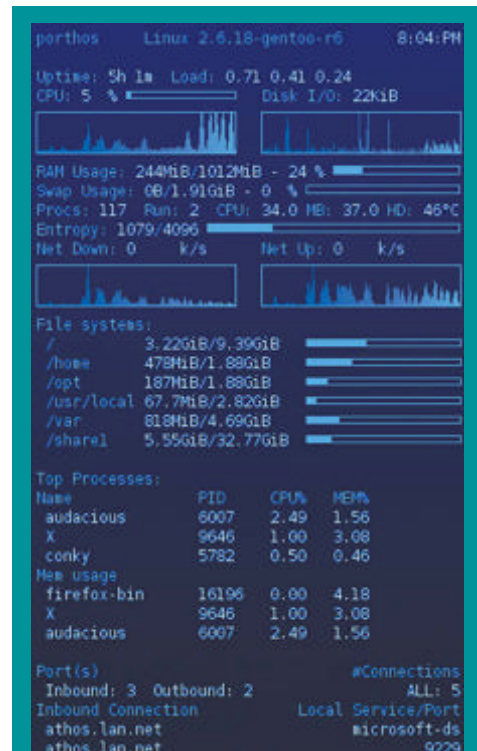 porthos Linux 2.6.18-gentoo-r6 8:04:PM
Uptime: 5h 1m Load: 0.71 0.41 0.24
CPU: 5 % Disk I/O: 22KiB
RAM Usage: 244MiB/1012MiB - 24 %
Swap Usage: 0B/1.91GiB - 0 %
Procs: 117 Run: 2 CPU: 34.0 MB: 37.0 HD: 46°C
Entropy: 1079/4096
Net Down: 0 k/s Net Up: 0 k/s
File systems:
/ 3.22GiB/9.39GiB
/home 478MiB/1.88GiB
/opt 187MiB/1.88GiB
/usr/local 67.7MiB/2.82GiB
/var 818MiB/4.69GiB
/share1 5.55GiB/32.77GiB
Top Processes:
Name PID CPU% MEM%
audacious 6007 2.49 1.56
X 9646 1.00 3.08
conky 5782 0.50 0.46
Mem usage
firefox-bin 16196 0.00 4.18
X 9646 1.00 3.08
audacious 6007 2.49 1.56
Port(s) #Connections
Inbound: 3 Outbound: 2 ALL: 5
Inbound Connection Local Service/Port
athos.lan.net microsoft-ds
athos.lan.net